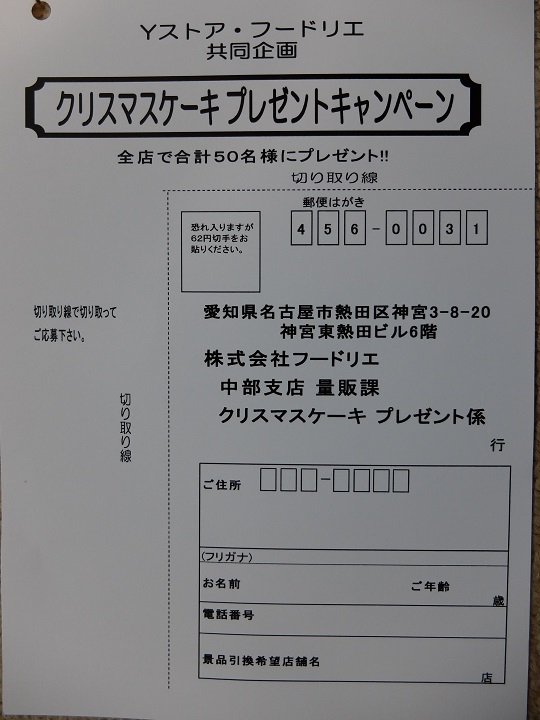 Yストア・フードリエ
共同企画
クリスマスケーキ プレゼントキャンペーン
全店で合計50名様にプレゼント!!
切り取り線
郵便はがき
恐れ入りますが
62円切手をお
貼りください。
456-0031
切り取り線で切り取って
ご応募下さい。
愛知県名古屋市熱田区神宮3-8-20
神宮東熱田ビル6階
株式会社フードリエ
中部支店 量販課
クリスマスケーキ プレゼント係
行
切り取り線
ご住所 □□□-□□□□
(フリガナ)
お名前 ご年齢 歳
電話番号
景品引換希望店舗名
店